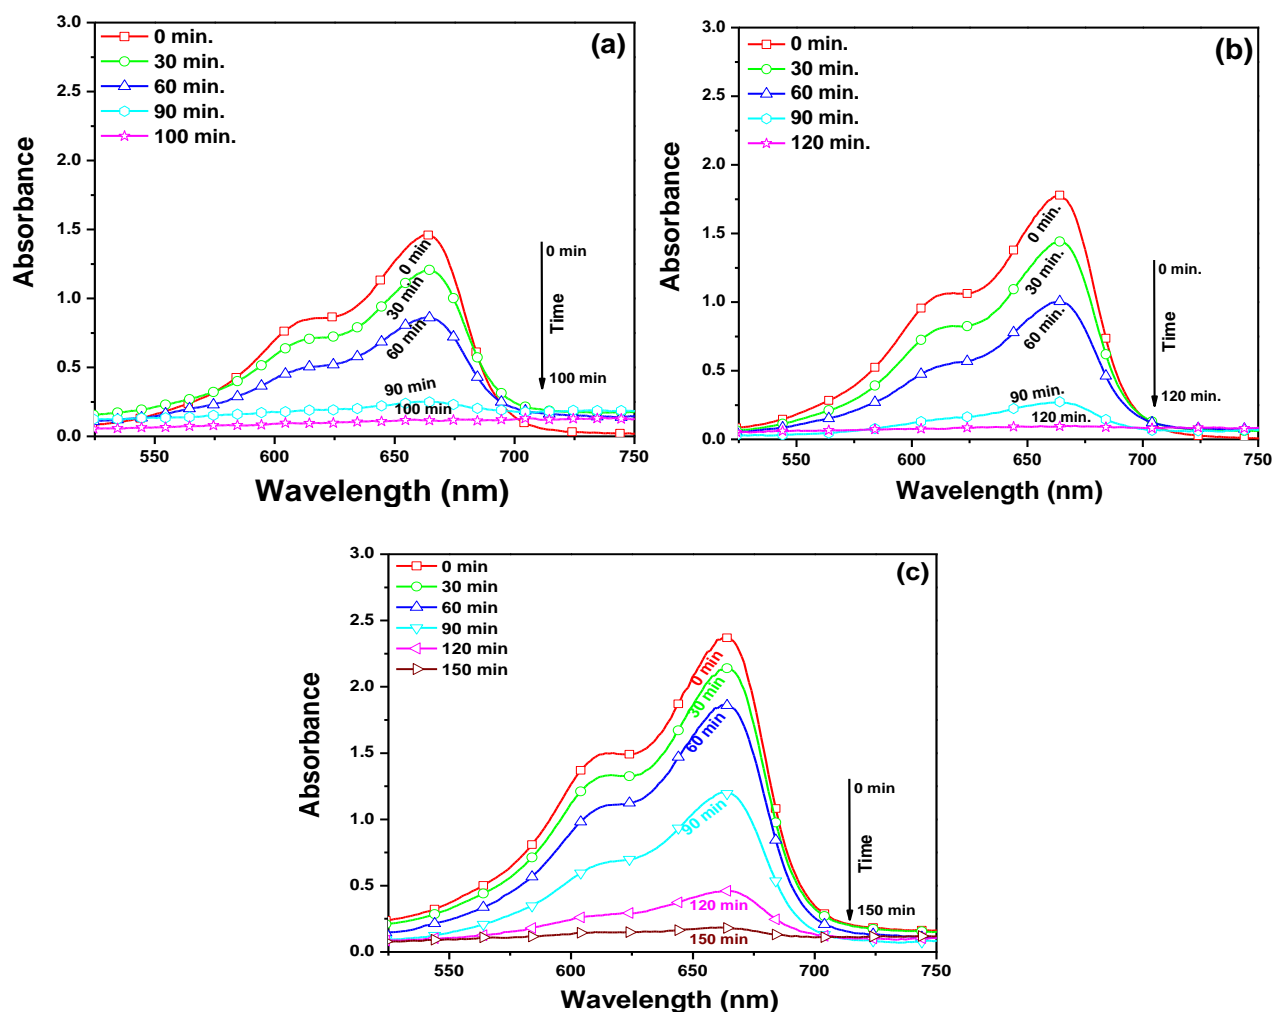 (a)
0 min.
30 min.
60 min.
90 min.
100 min.
3.0
2.5
2.0
1.5
1.0
0.5
0.0
Absorbance
0 min
30 min
60 min
90 min
100 min
0 min
Time
100 min
550
600
650
700
750
Wavelength (nm)
(b)
0 min.
30 min.
60 min.
90 min.
120 min.
3.0
2.5
2.0
1.5
1.0
0.5
0.0
Absorbance
0 min.
30 min.
60 min.
90 min.
120 min.
0 min.
Time
120 min.
550
600
650
700
750
Wavelength (nm)
(c)
0 min
30 min
60 min
90 min
120 min
150 min
3.0
2.5
2.0
1.5
1.0
0.5
0.0
Absorbance
0 min
30 min
60 min
90 min
120 min
150 min
0 min
Time
150 min
550
600
650
700
750
Wavelength (nm)